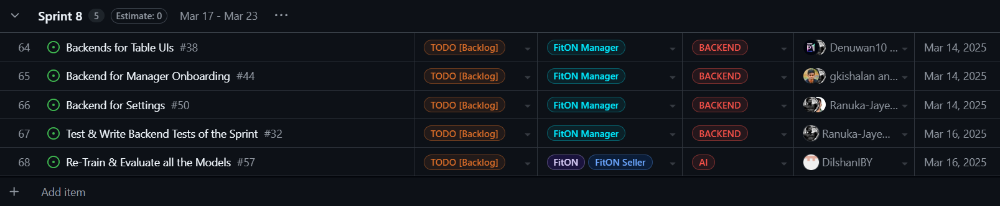 Sprint 8 5 Estimate: 0 Mar 17 - Mar 23 ...
64 Backends for Table UIs #38 TODO [Backlog] FitON Manager BACKEND Denuwan10 ... Mar 14, 2025
65 Backend for Manager Onboarding #44 TODO [Backlog] FitON Manager BACKEND gkishalan an... Mar 14, 2025
66 Backend for Settings #50 TODO [Backlog] FitON Manager BACKEND Ranuka-Jaye... Mar 14, 2025
67 Test & Write Backend Tests of the Sprint #32 TODO [Backlog] FitON Manager BACKEND Ranuka-Jaye... Mar 16, 2025
68 Re-Train & Evaluate all the Models #57 TODO [Backlog] FitON FitON Seller AI DilshanIBY Mar 16, 2025
+ Add item